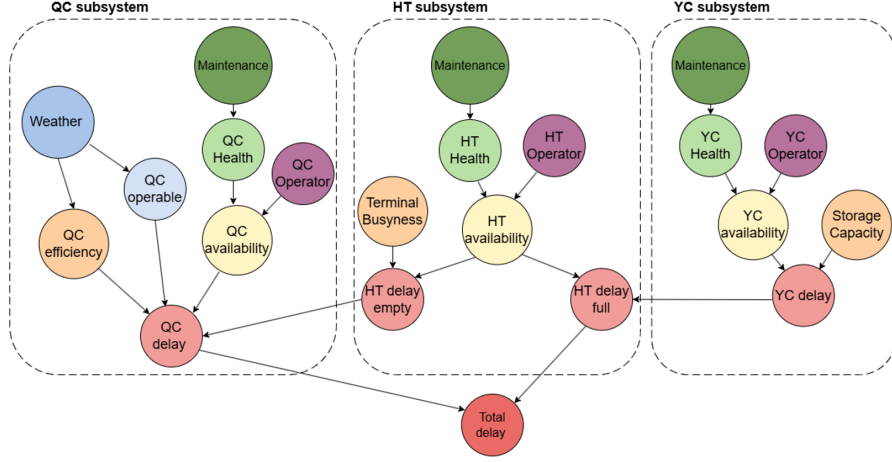 QC subsystem
HT subsystem
YC subsystem
Maintenance
Maintenance
Maintenance
Weather
QC
Health
QC
Operator
QC
operable
QC
efficiency
QC
availability
QC
delay
HT
Health
HT
Operator
Terminal
Busyness
HT
availability
HT delay
empty
HT delay
full
YC
Health
YC
Operator
YC
availability
Storage
Capacity
YC delay
Total
delay